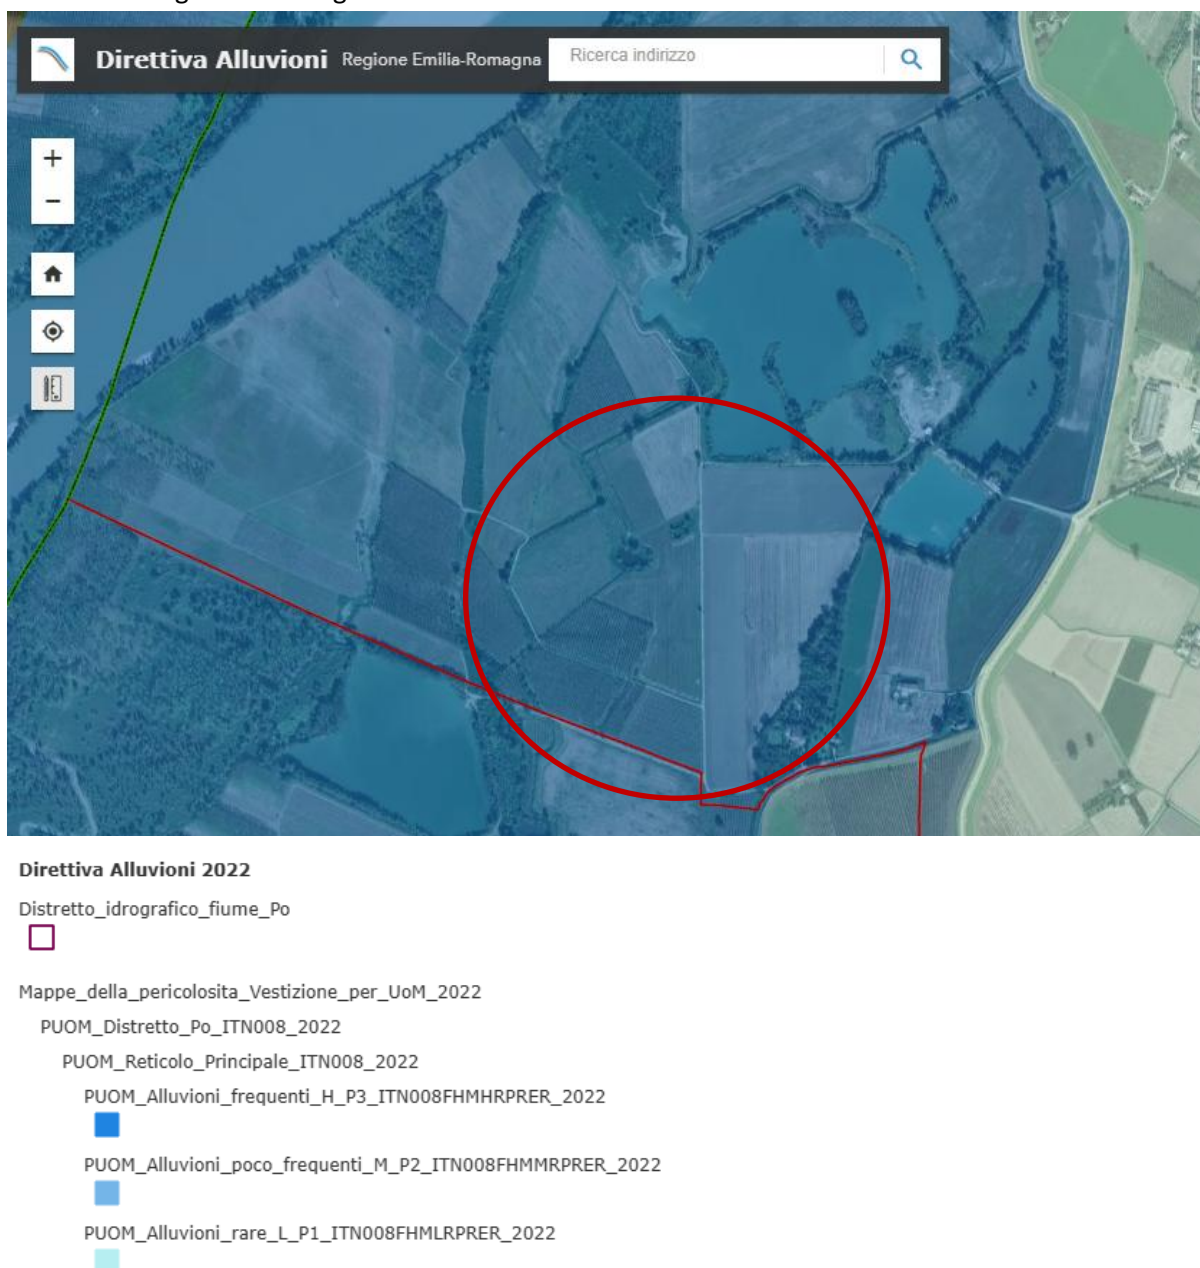 Direttiva Alluvioni Regione Emilia-Romagna Ricerca indirizzo
+
−
Direttiva Alluvioni 2022
Distretto_idrografico_fiume_Po
Mappe_della_pericolosita_Vestizione_per_UoM_2022
PUOM_Distretto_Po_ITN008_2022
PUOM_Reticolo_Principale_ITN008_2022
PUOM_Alluvioni_frequenti_H_P3_ITN008FHMHRPRER_2022
PUOM_Alluvioni_poco_frequenti_M_P2_ITN008FHMMRPRER_2022
PUOM_Alluvioni_rare_L_P1_ITN008FHMLRPRER_2022